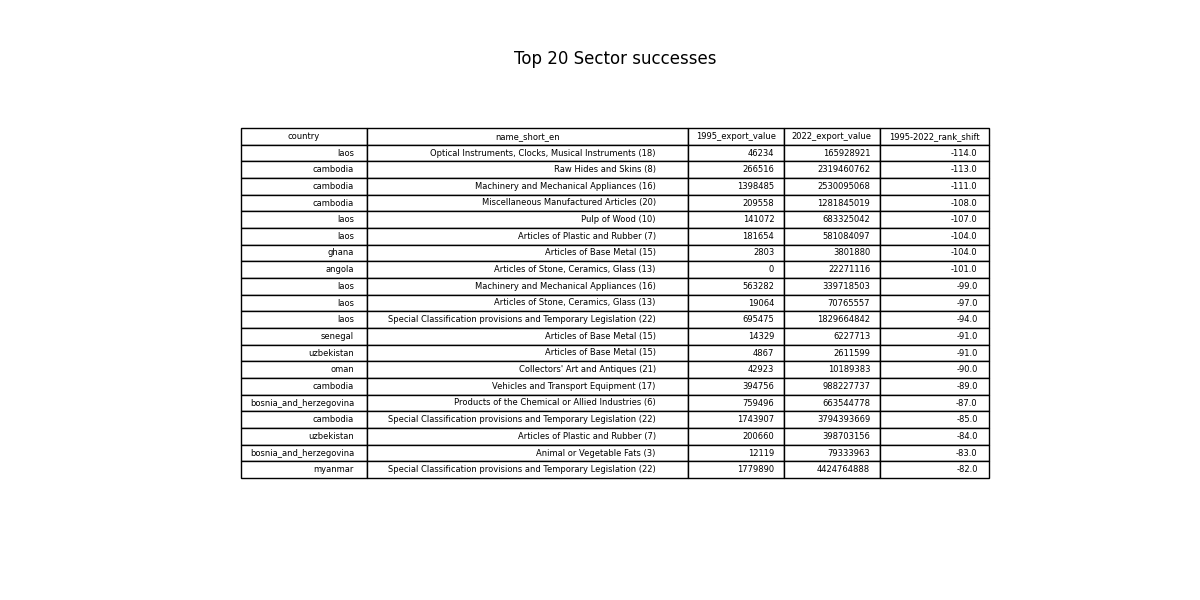 Top 20 Sector successes
country name_short_en 1995_export_value 2022_export_value 1995-2022_rank_shift
laos Optical Instruments, Clocks, Musical Instruments (18) 46234 165928921 -114.0
cambodia Raw Hides and Skins (8) 266516 2319460762 -113.0
cambodia Machinery and Mechanical Appliances (16) 1398485 2530095068 -111.0
cambodia Miscellaneous Manufactured Articles (20) 209558 1281845019 -108.0
laos Pulp of Wood (10) 141072 683325042 -107.0
laos Articles of Plastic and Rubber (7) 181654 581084097 -104.0
ghana Articles of Base Metal (15) 2803 3801880 -104.0
angola Articles of Stone, Ceramics, Glass (13) 0 22271116 -101.0
laos Machinery and Mechanical Appliances (16) 563282 339718503 -99.0
laos Articles of Stone, Ceramics, Glass (13) 19064 70765557 -97.0
laos Special Classification provisions and Temporary Legislation (22) 695475 1829664842 -94.0
senegal Articles of Base Metal (15) 14329 6227713 -91.0
uzbekistan Articles of Base Metal (15) 4867 2611599 -91.0
oman Collectors' Art and Antiques (21) 42923 10189383 -90.0
cambodia Vehicles and Transport Equipment (17) 394756 988227737 -89.0
bosnia_and_herzegovina Products of the Chemical or Allied Industries (6) 759496 663544778 -87.0
cambodia Special Classification provisions and Temporary Legislation (22) 1743907 3794393669 -85.0
uzbekistan Articles of Plastic and Rubber (7) 200660 398703156 -84.0
bosnia_and_herzegovina Animal or Vegetable Fats (3) 12119 79333963 -83.0
myanmar Special Classification provisions and Temporary Legislation (22) 1779890 4424764888 -82.0